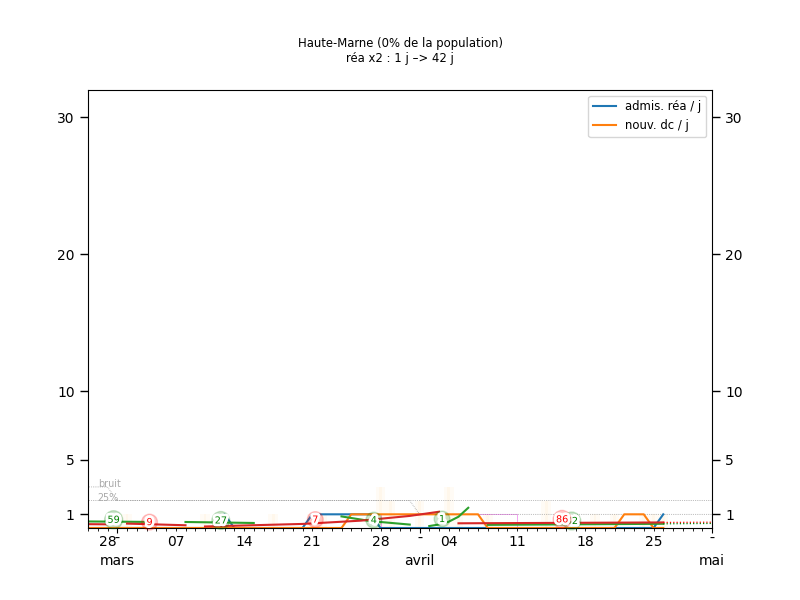 Haute-Marne (0% de la population)
réa x2 : 1 j –> 42 j
admis. réa / j
nouv. dc / j
30 30
20 20
10 10
5 5
bruit
25%
1 1
59 9 27 7 4 1 86 2
28 07 14 21 28 04 11 18 25
mars avril mai